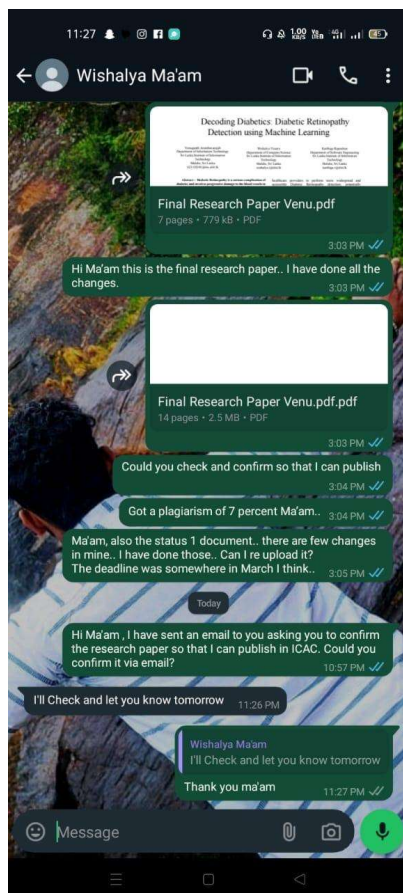 11:27
1.00 KB/S
45
Wishalya Ma'am
Decoding Diabetics: Diabetic Retinopathy
Detection using Machine Learning
Final Research Paper Venu.pdf
7 pages • 779 kB • PDF
3:03 PM
Hi Ma'am this is the final research paper.. I have done all the
changes.
3:03 PM
Final Research Paper Venu.pdf.pdf
14 pages • 2.5 MB • PDF
3:03 PM
Could you check and confirm so that I can publish
3:04 PM
Got a plagiarism of 7 percent Ma'am..
3:04 PM
Ma'am, also the status 1 document.. there are few changes
in mine.. I have done those.. Can I re upload it?
The deadline was somewhere in March I think..
3:05 PM
Today
Hi Ma'am , I have sent an email to you asking you to confirm
the research paper so that I can publish in ICAC. Could you
confirm it via email?
10:57 PM
I'll Check and let you know tomorrow
11:26 PM
Wishalya Ma'am
I'll Check and let you know tomorrow
Thank you ma'am
11:27 PM
Message